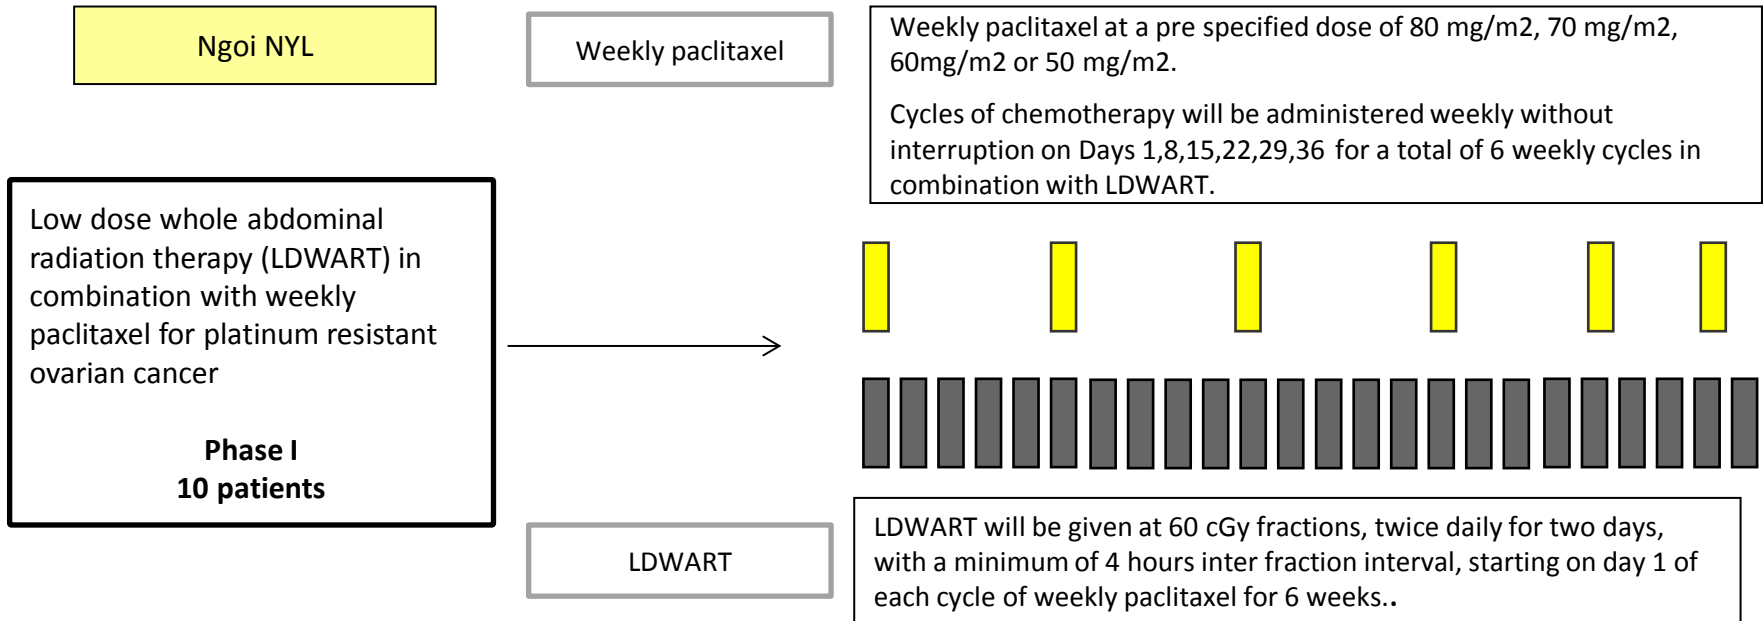 Ngoi NYL
Weekly paclitaxel
Weekly paclitaxel at a pre specified dose of 80 mg/m2, 70 mg/m2,
60mg/m2 or 50 mg/m2.
Cycles of chemotherapy will be administered weekly without
interruption on Days 1,8,15,22,29,36 for a total of 6 weekly cycles in
combination with LDWART.
Low dose whole abdominal
radiation therapy (LDWART) in
combination with weekly
paclitaxel for platinum resistant
ovarian cancer
Phase I
10 patients
LDWART
LDWART will be given at 60 cGy fractions, twice daily for two days,
with a minimum of 4 hours inter fraction interval, starting on day 1 of
each cycle of weekly paclitaxel for 6 weeks..